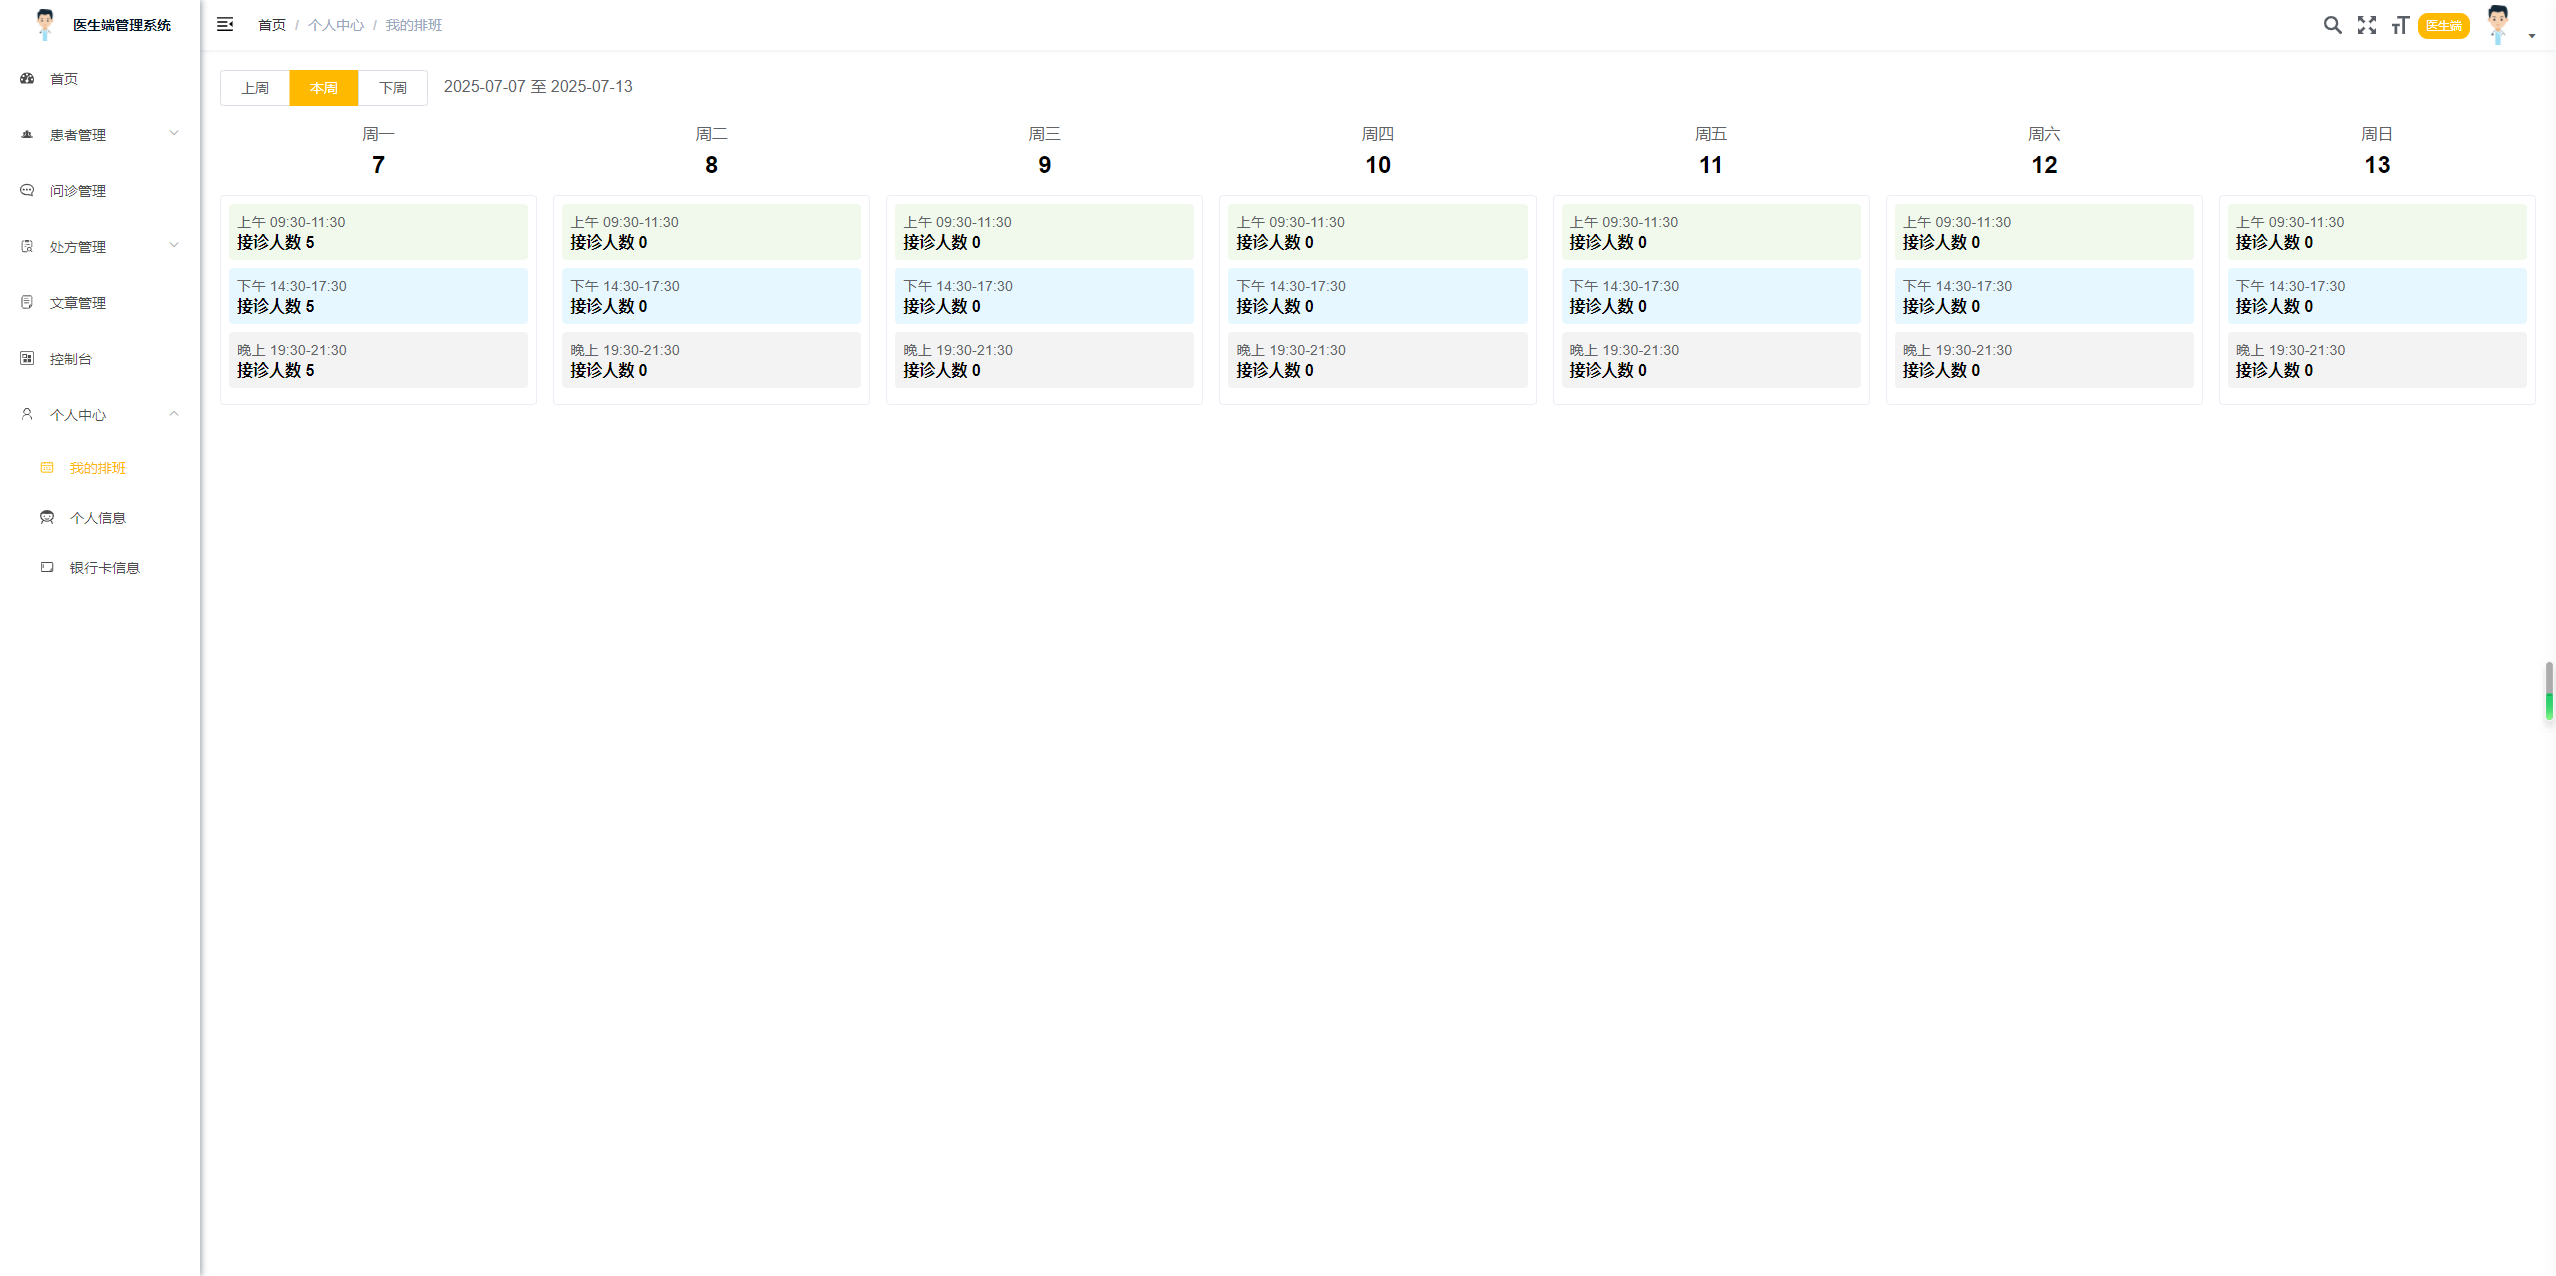 医生端管理系统
首页
患者管理
问诊管理
处方管理
文章管理
控制台
个人中心
我的排班
个人信息
银行卡信息
首页 / 个人中心 / 我的排班
医生端
上周 本周 下周 2025-07-07 至 2025-07-13
周一 周二 周三 周四 周五 周六 周日
7 8 9 10 11 12 13
上午 09:30-11:30 上午 09:30-11:30 上午 09:30-11:30 上午 09:30-11:30 上午 09:30-11:30 上午 09:30-11:30 上午 09:30-11:30
接诊人数 5 接诊人数 0 接诊人数 0 接诊人数 0 接诊人数 0 接诊人数 0 接诊人数 0
下午 14:30-17:30 下午 14:30-17:30 下午 14:30-17:30 下午 14:30-17:30 下午 14:30-17:30 下午 14:30-17:30 下午 14:30-17:30
接诊人数 5 接诊人数 0 接诊人数 0 接诊人数 0 接诊人数 0 接诊人数 0 接诊人数 0
晚上 19:30-21:30 晚上 19:30-21:30 晚上 19:30-21:30 晚上 19:30-21:30 晚上 19:30-21:30 晚上 19:30-21:30 晚上 19:30-21:30
接诊人数 5 接诊人数 0 接诊人数 0 接诊人数 0 接诊人数 0 接诊人数 0 接诊人数 0